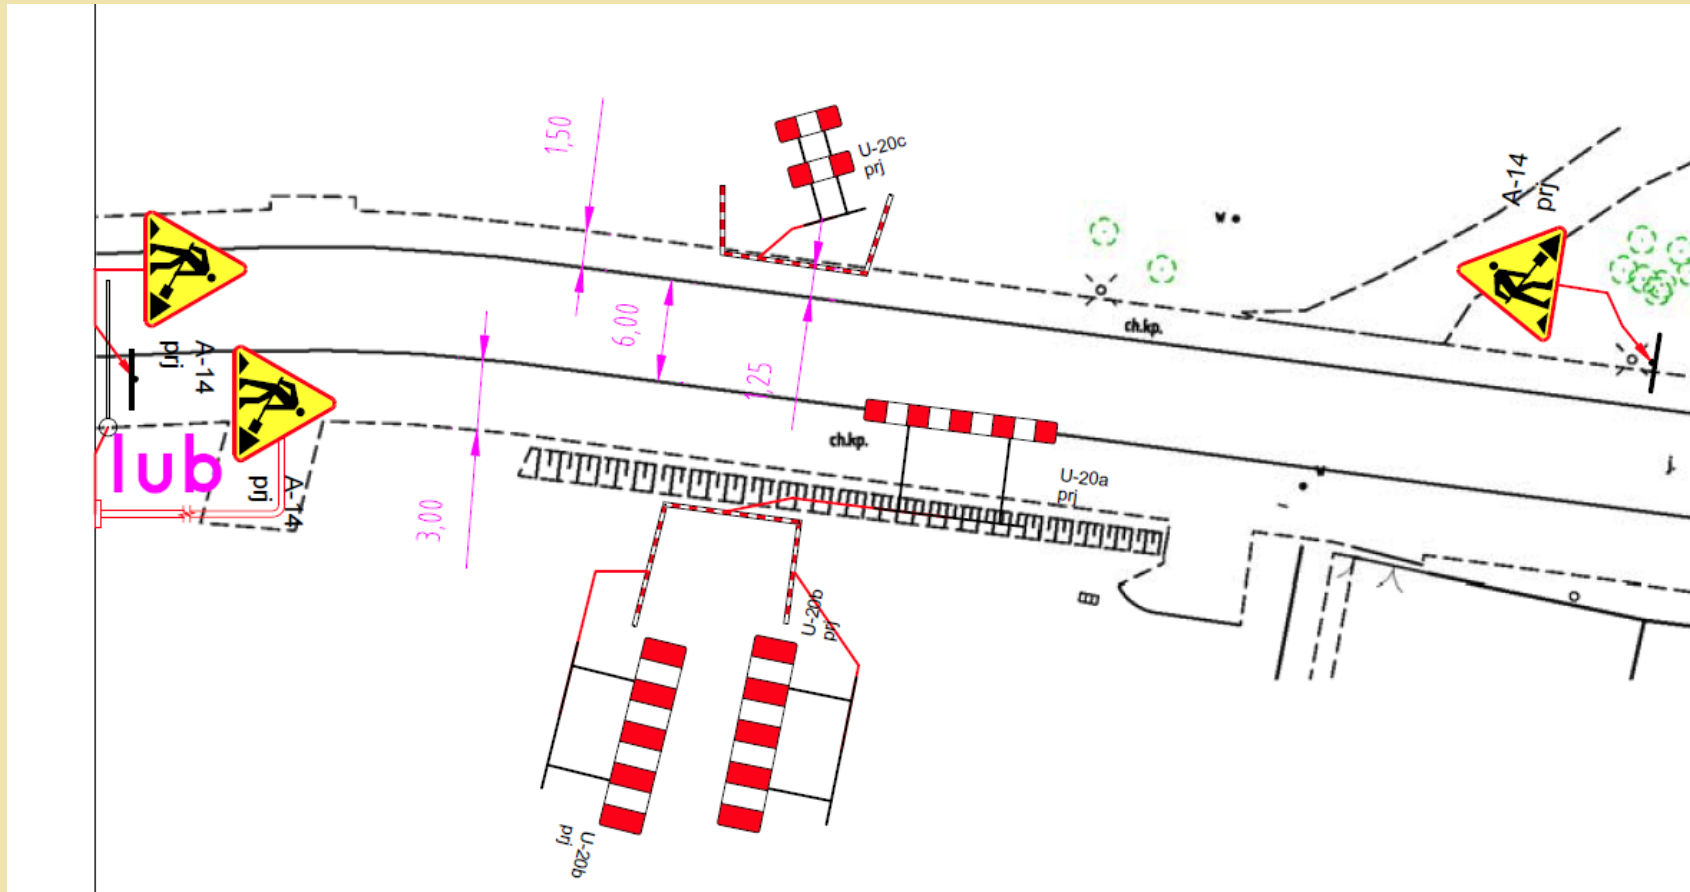 1,50
U-20c
prj
A-14
prj
w
6,00
ch.kp.
A-14
prj
1,25
lub
ch.kp.
A-14
prj
U-20a
prj
w
j.
3,00
U-20b
prj
U-20b
prj